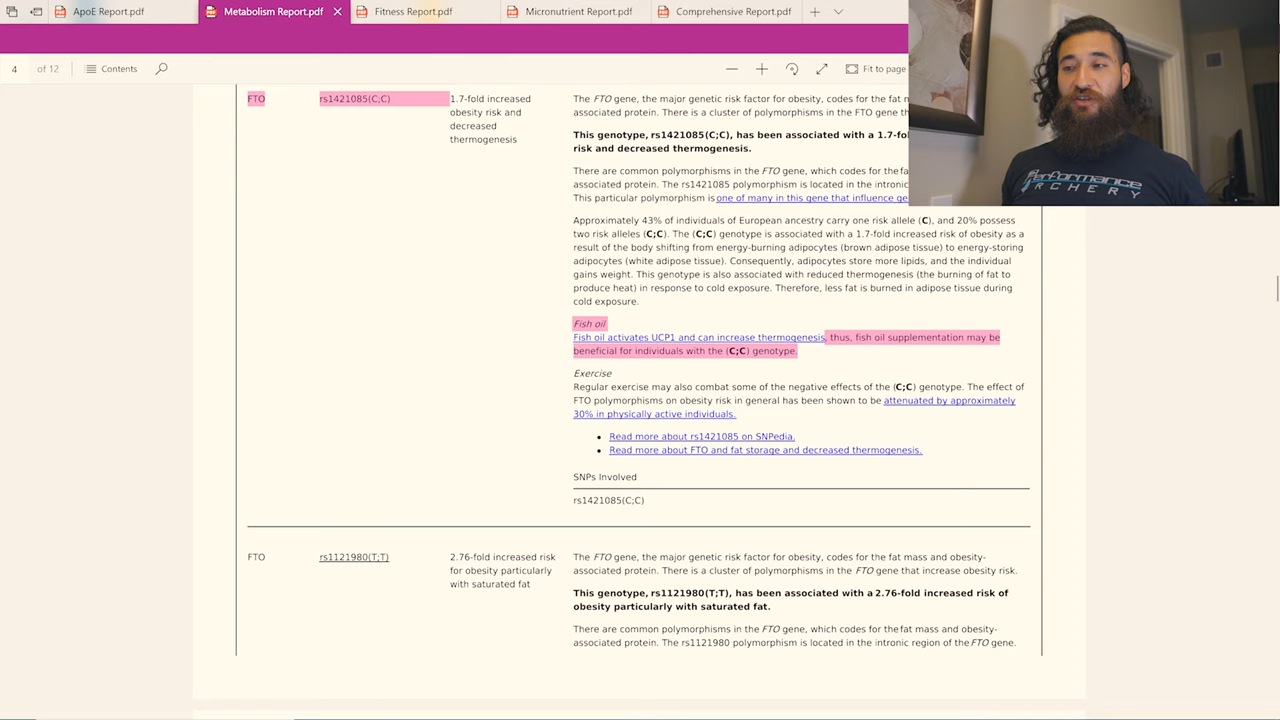 ApoE Report.pdf
Metabolism Report.pdf
Fitness Report.pdf
Micronutrient Report.pdf
Comprehensive Report.pdf
4 of 12
Contents
Fit to page
FTO
rs1421085(C;C)
1.7-fold increased
obesity risk and
decreased
thermogenesis
The FTO gene, the major genetic risk factor for obesity, codes for the fat
associated protein. There is a cluster of polymorphisms in the FTO gene
This genotype, rs1421085(C;C), has been associated with a
risk and decreased thermogenesis.
There are common polymorphisms in the FTO gene, which codes for the
associated protein. The rs1421085 polymorphism is located in the intronic
This particular polymorphism is one of many in this gene that influence
Approximately 43% of individuals of European ancestry carry one risk allele (C), and 20% possess
two risk alleles (C;C). The (C;C) genotype is associated with a 1.7-fold increased risk of obesity as a
result of the body shifting from energy-burning adipocytes (brown adipose tissue) to energy-storing
adipocytes (white adipose tissue). Consequently, adipocytes store more lipids, and the individual
gains weight. This genotype is also associated with reduced thermogenesis (the burning of fat to
produce heat) in response to cold exposure. Therefore, less fat is burned in adipose tissue during
cold exposure.
Fish oil
Fish oil activates UCP1 and can increase thermogenesis, thus, fish oil supplementation may be
beneficial for individuals with the (C;C) genotype.
Exercise
Regular exercise may also combat some of the negative effects of the (C;C) genotype. The effect of
FTO polymorphisms on obesity risk in general has been shown to be attenuated by approximately
30% in physically active individuals.
• Read more about rs1421085 on SNPedia.
• Read more about FTO and fat storage and decreased thermogenesis.
SNPs Involved
rs1421085(C;C)
FTO
rs1121980(T;T)
2.76-fold increased risk
for obesity particularly
with saturated fat
The FTO gene, the major genetic risk factor for obesity, codes for the fat mass and obesity-
associated protein. There is a cluster of polymorphisms in the FTO gene that increase obesity risk.
This genotype, rs1121980(T;T), has been associated with a 2.76-fold increased risk of
obesity particularly with saturated fat.
There are common polymorphisms in the FTO gene, which codes for the fat mass and obesity-
associated protein. The rs1121980 polymorphism is located in the intronic region of the FTO gene.
Performance
ARCHERY